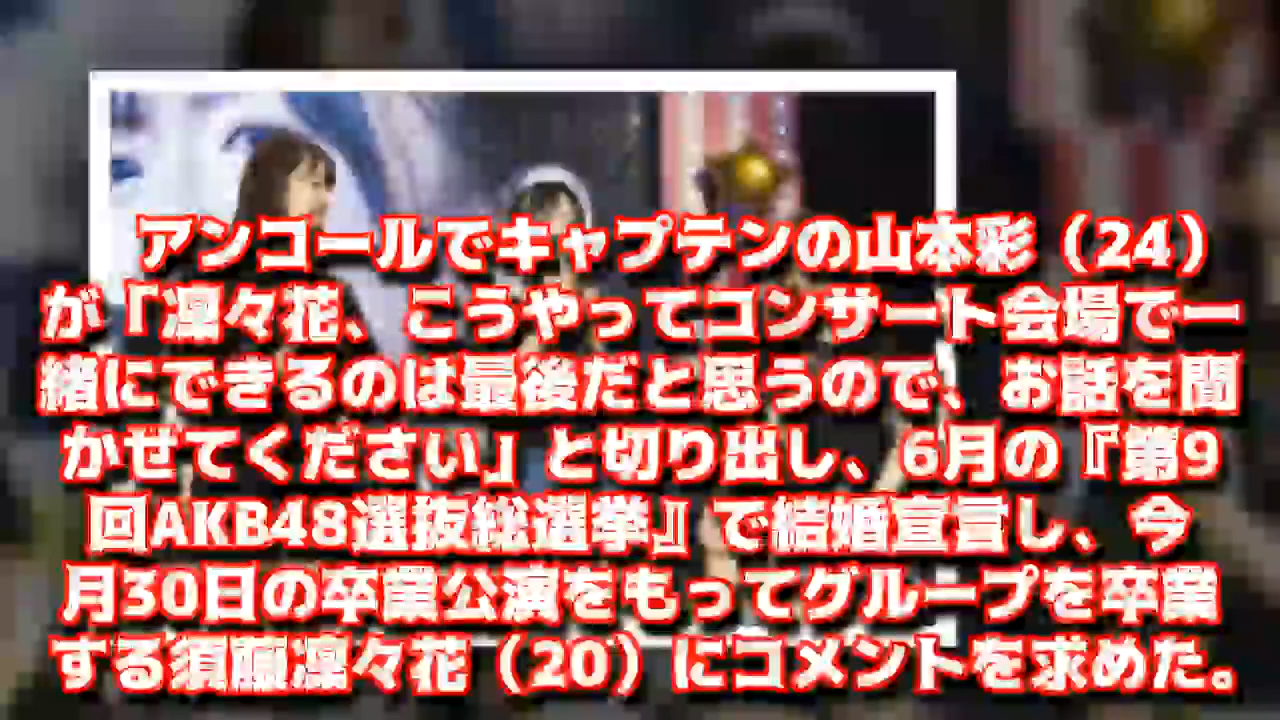 アンコールでキャプテンの山本彩（24）
が「凜々花、こうやってコンサート会場で一
緒にできるのは最後だと思うので、お話を聞
かせてください」と切り出し、6月の『第9
回AKB48選抜総選挙』で結婚宣言し、今
月30日の卒業公演をもってグループを卒業
する須藤凜々花（20）にコメントを求めた。